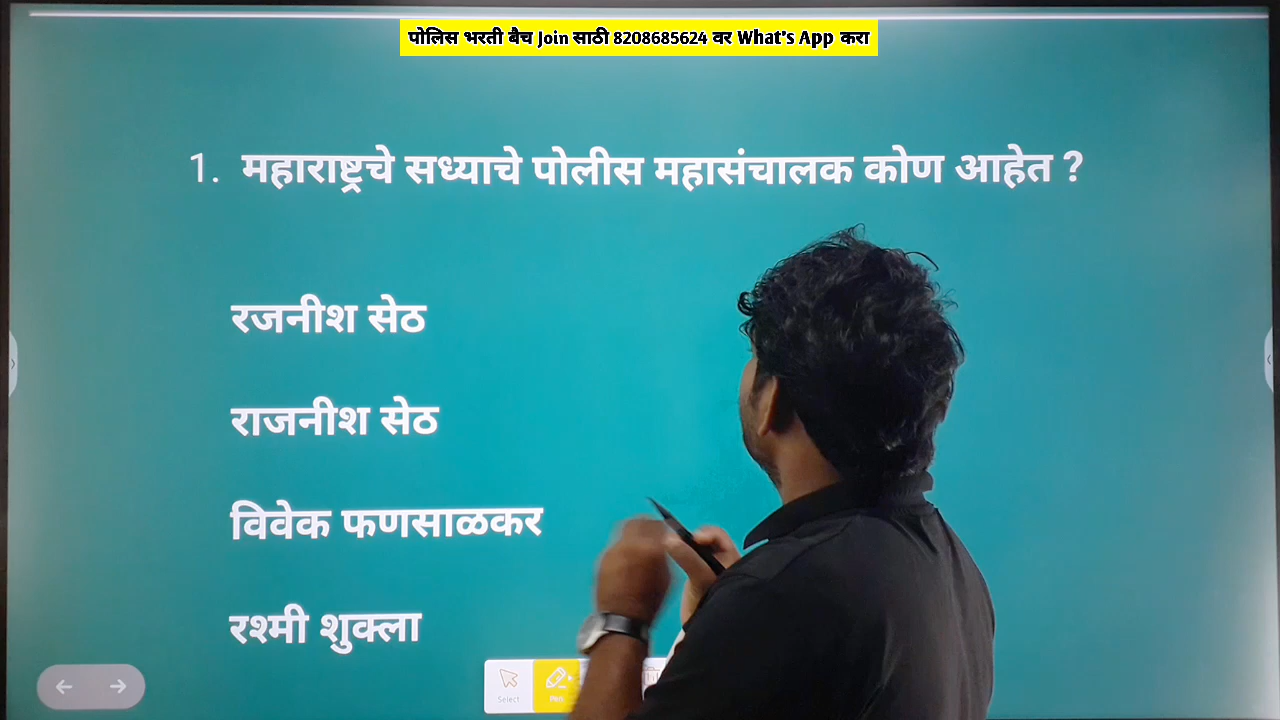 पोलिस भरती बैच Join साठी 8208685624 वर What's App करा
1. महाराष्ट्रचे सध्याचे पोलीस महासंचालक कोण आहेत ?
रजनीश सेठ
राजनीश सेठ
विवेक फणसाळकर
रश्मी शुक्ला
Select
Pen